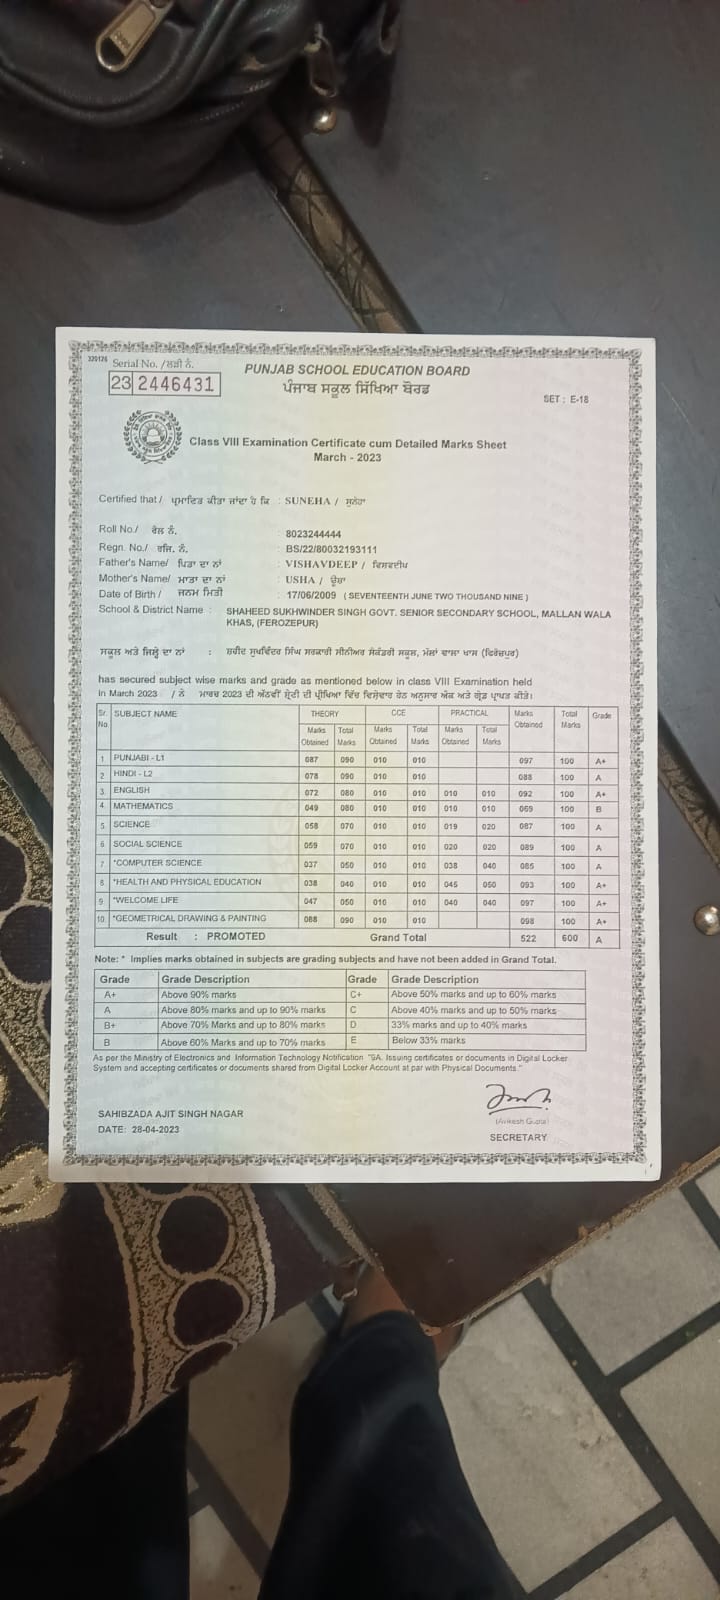 320126
Serial No. /ਲੜੀ ਨੰ.
23 2446431
PUNJAB SCHOOL EDUCATION BOARD
ਪੰਜਾਬ ਸਕੂਲ ਸਿੱਖਿਆ ਬੋਰਡ
SET : E-18
Class VIII Examination Certificate cum Detailed Marks Sheet
March - 2023
Certified that / ਪ੍ਰਮਾਣਿਤ ਕੀਤਾ ਜਾਂਦਾ ਹੈ ਕਿ : SUNEHA / ਸੁਨੇਹਾ
Roll No./ ਰੋਲ ਨੰ. : 8023244444
Regn. No./ ਰਜਿ. ਨੰ. : BS/22/80032193111
Father's Name/ ਪਿਤਾ ਦਾ ਨਾਂ : VISHAVDEEP / ਵਿਸ਼ਵਦੀਪ
Mother's Name/ ਮਾਤਾ ਦਾ ਨਾਂ : USHA / ਊਸ਼ਾ
Date of Birth / ਜਨਮ ਮਿਤੀ : 17/06/2009 ( SEVENTEENTH JUNE TWO THOUSAND NINE )
School & District Name : SHAHEED SUKHWINDER SINGH GOVT. SENIOR SECONDARY SCHOOL, MALLAN WALA
KHAS, (FEROZEPUR)
ਸਕੂਲ ਅਤੇ ਜਿਲ੍ਹੇ ਦਾ ਨਾਂ : ਸ਼ਹੀਦ ਸੁਖਵਿੰਦਰ ਸਿੰਘ ਸਰਕਾਰੀ ਸੀਨੀਅਰ ਸੈਕੰਡਰੀ ਸਕੂਲ, ਮੱਲਾਂ ਵਾਲਾ ਖਾਸ (ਫਿਰੋਜ਼ਪੁਰ)
has secured subject wise marks and grade as mentioned below in class VIII Examination held
in March 2023 / ਨੇ ਮਾਰਚ 2023 ਦੀ ਅੱਠਵੀਂ ਸ਼੍ਰੇਣੀ ਦੀ ਪ੍ਰੀਖਿਆ ਵਿੱਚ ਵਿਸ਼ੇਵਾਰ ਹੇਠ ਅਨੁਸਾਰ ਅੰਕ ਅਤੇ ਗ੍ਰੇਡ ਪ੍ਰਾਪਤ ਕੀਤੇ।
Sr. No. SUBJECT NAME THEORY CCE PRACTICAL Marks Obtained Total Marks Grade
Marks Obtained Total Marks Marks Obtained Total Marks Marks Obtained Total Marks
1 PUNJABI - L1 087 090 010 010 097 100 A+
2 HINDI - L2 078 090 010 010 088 100 A
3. ENGLISH 072 080 010 010 010 010 092 100 A+
4. MATHEMATICS 049 080 010 010 010 010 069 100 B
5. SCIENCE 058 070 010 010 019 020 087 100 A
6 SOCIAL SCIENCE 059 070 010 010 020 020 089 100 A
7 *COMPUTER SCIENCE 037 050 010 010 038 040 085 100 A
8 *HEALTH AND PHYSICAL EDUCATION 038 040 010 010 045 050 093 100 A+
9. *WELCOME LIFE 047 050 010 010 040 040 097 100 A+
10. *GEOMETRICAL DRAWING & PAINTING 088 090 010 010 098 100 A+
Result : PROMOTED Grand Total 522 600 A
Note: * Implies marks obtained in subjects are grading subjects and have not been added in Grand Total.
Grade Grade Description Grade Grade Description
A+ Above 90% marks C+ Above 50% marks and up to 60% marks
A Above 80% marks and up to 90% marks C Above 40% marks and up to 50% marks
B+ Above 70% Marks and up to 80% marks D 33% marks and up to 40% marks
B Above 60% Marks and up to 70% marks E Below 33% marks
As per the Ministry of Electronics and Information Technology Notification "9A. Issuing certificates or documents in Digital Locker
System and accepting certificates or documents shared from Digital Locker Account at par with Physical Documents."
SAHIBZADA AJIT SINGH NAGAR
DATE: 28-04-2023
(Avikesh Gupta)
SECRETARY